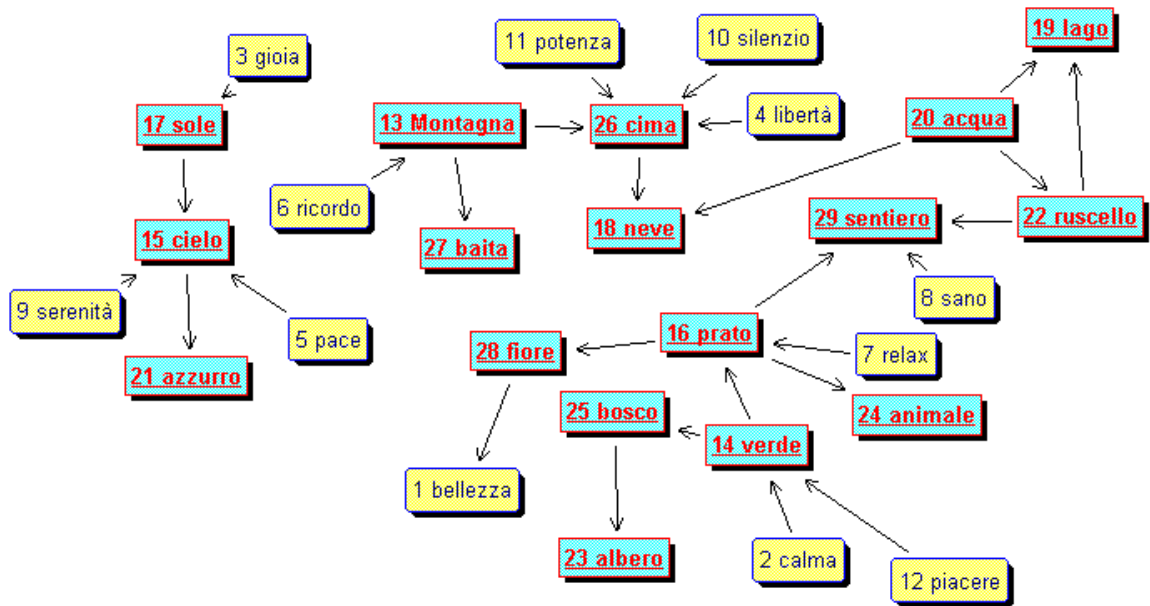 11 potenza
10 silenzio
19 lago
3 gioia
17 sole
13 Montagna
26 cima
4 libertà
20 acqua
6 ricordo
15 cielo
27 baita
18 neve
29 sentiero
22 ruscello
9 serenità
5 pace
8 sano
21 azzurro
28 fiore
16 prato
7 relax
25 bosco
24 animale
14 verde
1 bellezza
23 albero
2 calma
12 piacere